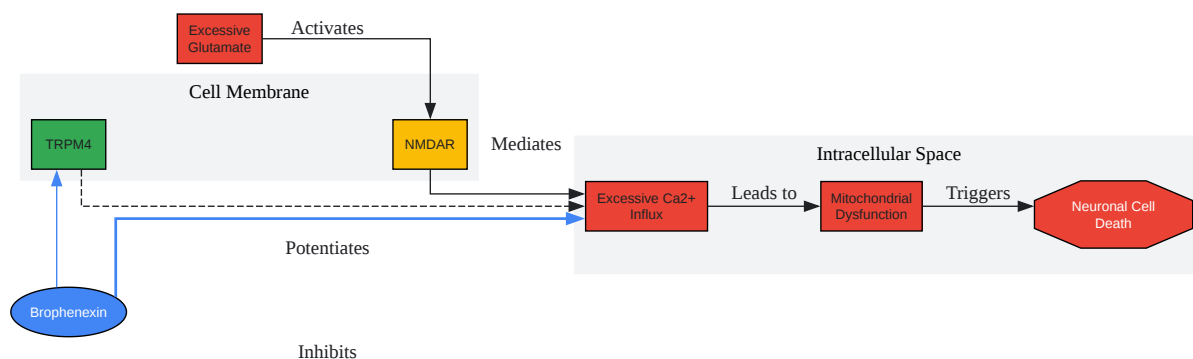 Excessive
Glutamate
Activates
Cell Membrane
TRPM4
NMDAR
Mediates
Intracellular Space
Excessive Ca2+
Influx
Leads to
Mitochondrial
Dysfunction
Triggers
Neuronal Cell
Death
Potentiates
Brophenexin
Inhibits